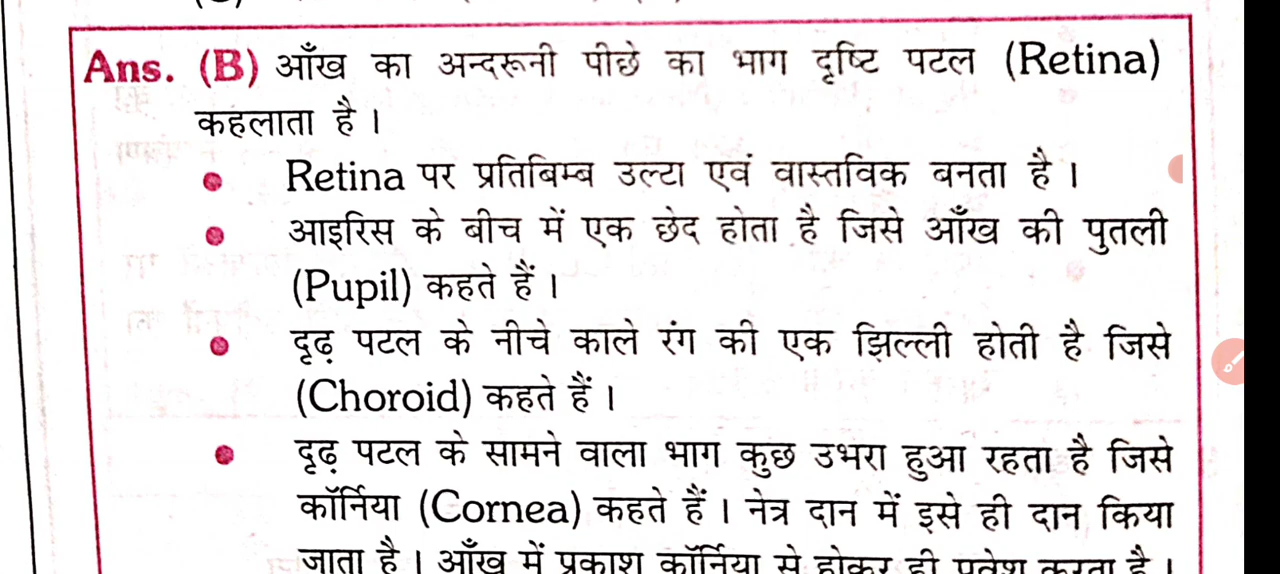 Ans. (B) आँख का अन्दरूनी पीछे का भाग दृष्टि पटल (Retina)
कहलाता है।
● Retina पर प्रतिबिम्ब उल्टा एवं वास्तविक बनता है।
● आइरिस के बीच में एक छेद होता है जिसे आँख की पुतली
(Pupil) कहते हैं।
● दृढ़ पटल के नीचे काले रंग की एक झिल्ली होती है जिसे
(Choroid) कहते हैं।
● दृढ़ पटल के सामने वाला भाग कुछ उभरा हुआ रहता है जिसे
कॉर्निया (Cornea) कहते हैं। नेत्र दान में इसे ही दान किया
जाता है। आँख में प्रकाश कॉर्निया से होकर ही प्रवेश करता है।